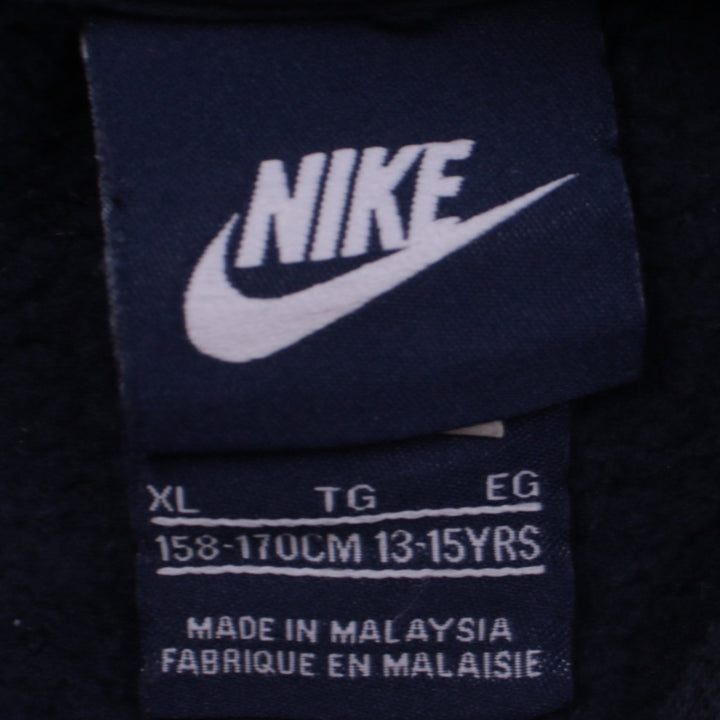 NIKE
XL TG EG
158-170CM 13-15YRS
MADE IN MALAYSIA
FABRIQUE EN MALAISIE